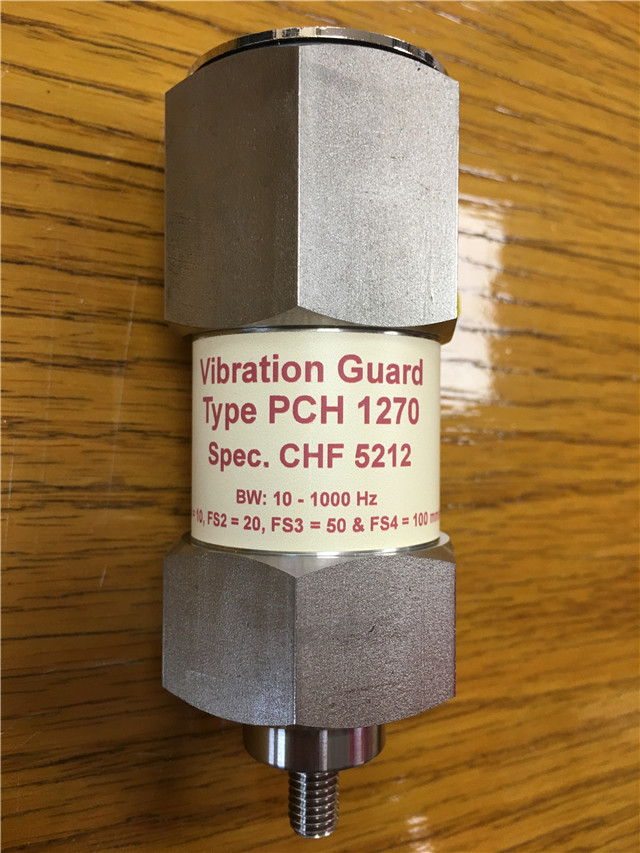 Vibration Guard
Type PCH 1270
Spec. CHF 5212
BW: 10 - 1000 Hz
= 10, FS2 = 20, FS3 = 50 & FS4 = 100 mm